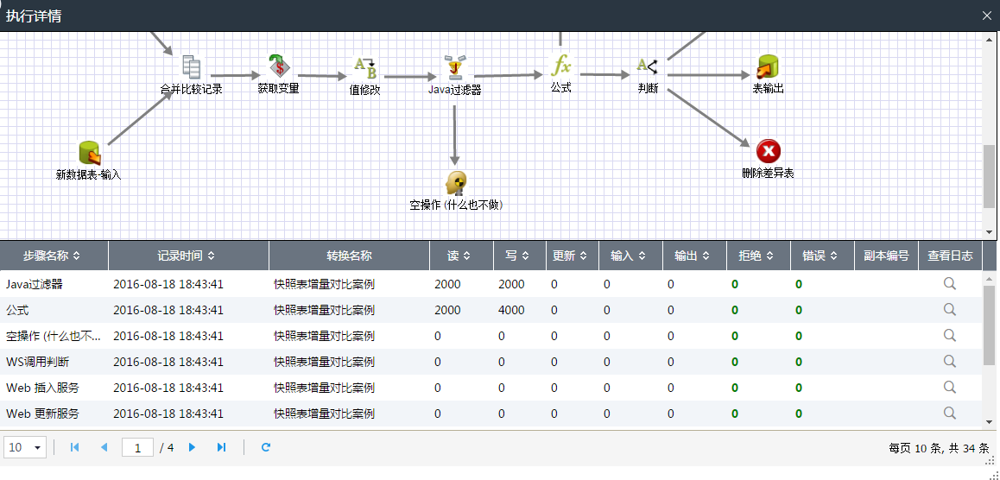 执行详情
合并比较记录 获取变量 值修改 Java过滤器 公式 判断 表输出
新数据表-输入 删除差异表
空操作 (什么也不做)
步骤名称 记录时间 转换名称 读 写 更新 输入 输出 拒绝 错误 副本编号 查看日志
Java过滤器 2016-08-18 18:43:41 快照表增量对比案例 2000 2000 0 0 0 0 0
公式 2016-08-18 18:43:41 快照表增量对比案例 2000 4000 0 0 0 0 0
空操作 (什么也不... 2016-08-18 18:43:41 快照表增量对比案例 0 0 0 0 0 0 0
WS调用判断 2016-08-18 18:43:41 快照表增量对比案例 0 0 0 0 0 0 0
Web 插入服务 2016-08-18 18:43:41 快照表增量对比案例 0 0 0 0 0 0 0
Web 更新服务 2016-08-18 18:43:41 快照表增量对比案例 0 0 0 0 0 0 0
10 1 / 4 每页 10 条, 共 34 条